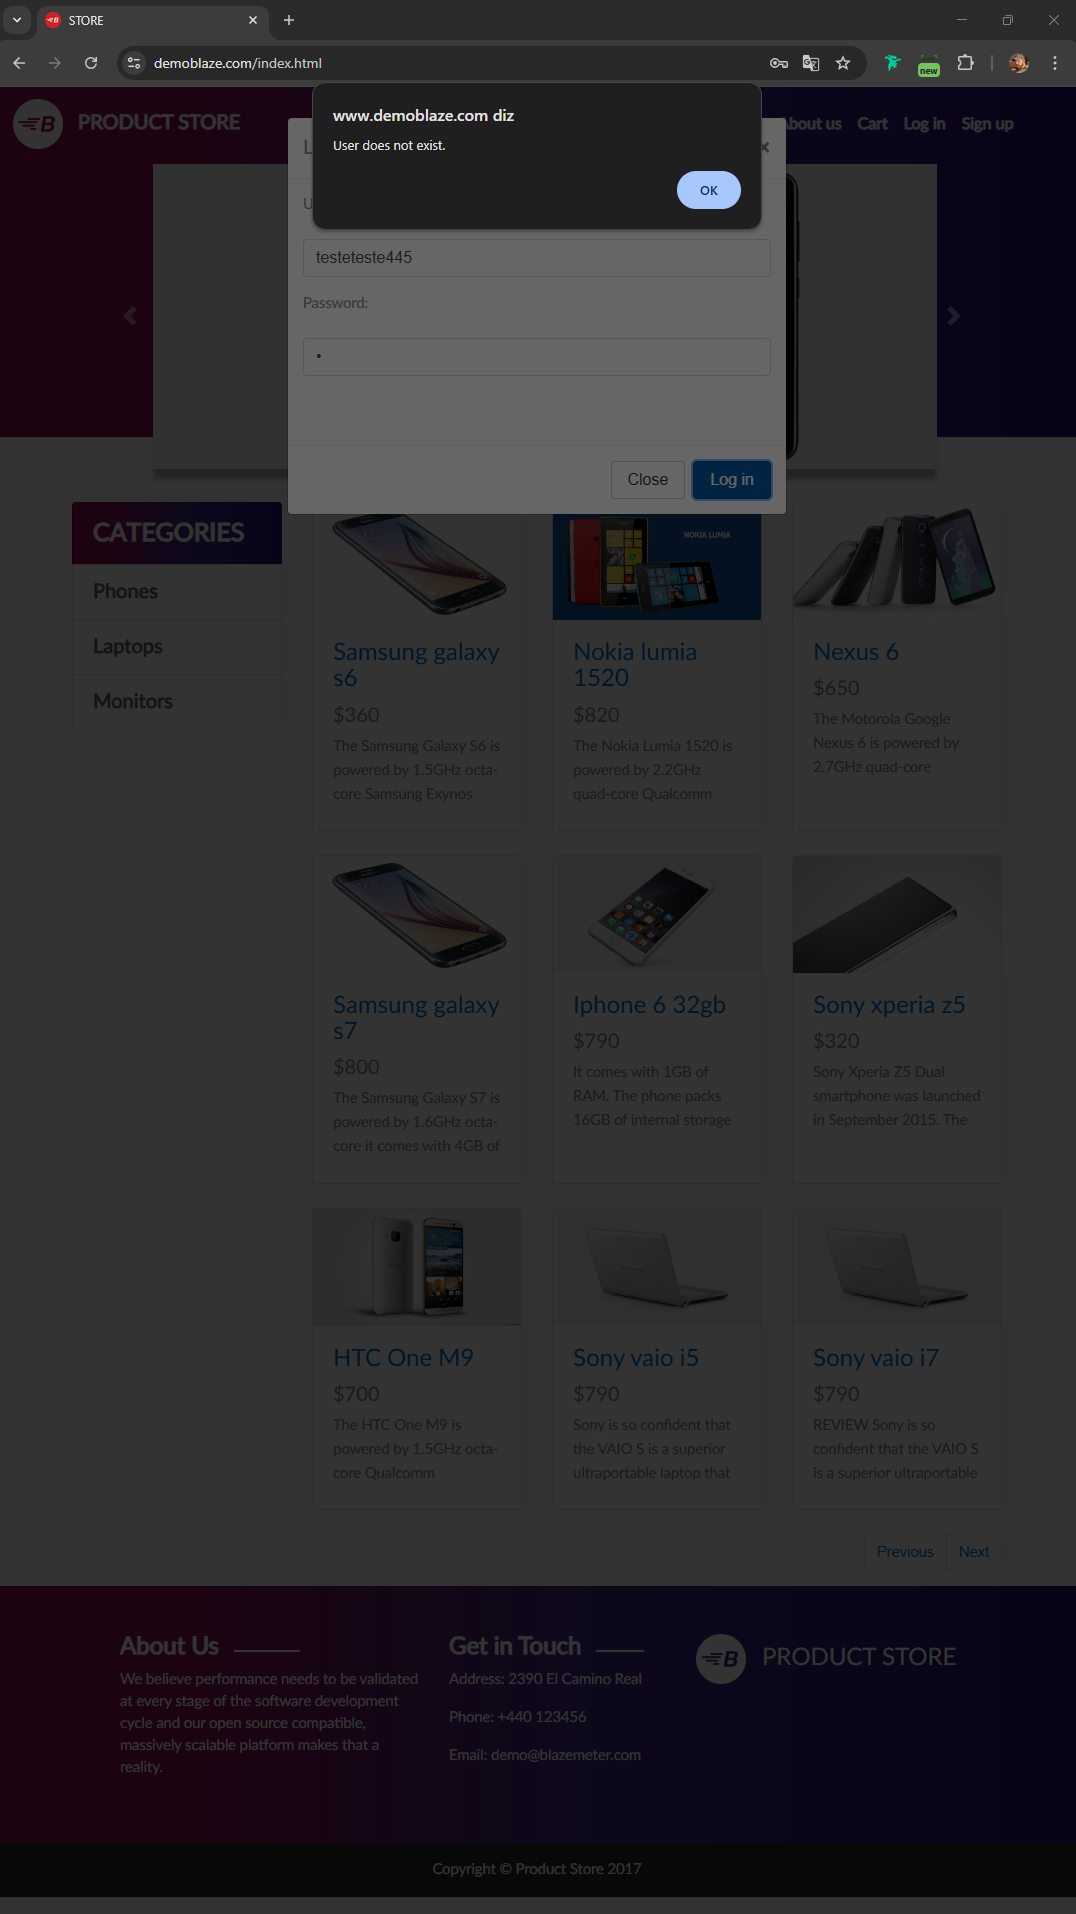 STORE
demoblaze.com/index.html
new
PRODUCT STORE
About us
Cart
Log in
Sign up
www.demoblaze.com diz
User does not exist.
OK
testeteste445
Password:
•
Close
Log in
CATEGORIES
Phones
Laptops
Monitors
NOKIA LUMIA
Samsung galaxy
s6
$360
The Samsung Galaxy S6 is
powered by 1.5GHz octa-
core Samsung Exynos
Nokia lumia
1520
$820
The Nokia Lumia 1520 is
powered by 2.2GHz
quad-core Qualcomm
Nexus 6
$650
The Motorola Google
Nexus 6 is powered by
2.7GHz quad-core
Samsung galaxy
s7
$800
The Samsung Galaxy S7 is
powered by 1.6GHz octa-
core it comes with 4GB of
Iphone 6 32gb
$790
It comes with 1GB of
RAM. The phone packs
16GB of internal storage
Sony xperia z5
$320
Sony Xperia Z5 Dual
smartphone was launched
in September 2015. The
HTC One M9
$700
The HTC One M9 is
powered by 1.5GHz octa-
core Qualcomm
Sony vaio i5
$790
Sony is so confident that
the VAIO S is a superior
ultraportable laptop that
Sony vaio i7
$790
REVIEW Sony is so
confident that the VAIO S
is a superior ultraportable
Previous
Next
About Us
We believe performance needs to be validated
at every stage of the software development
cycle and our open source compatible,
massively scalable platform makes that a
reality.
Get in Touch
Address: 2390 El Camino Real
Phone: +440 123456
Email: demo@blazemeter.com
PRODUCT STORE
Copyright © Product Store 2017